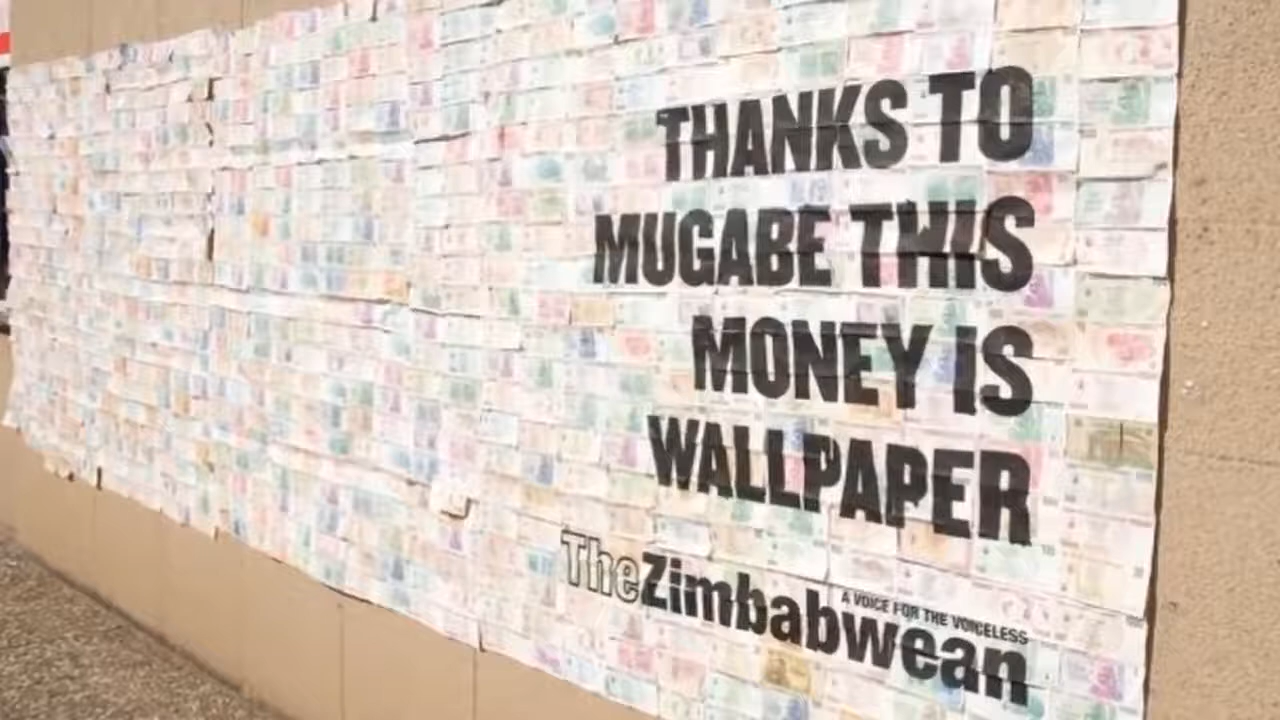 THANKS TO
MUGABE THIS
MONEY IS
WALLPAPER
A VOICE FOR THE VOICELESS
TheZimbabwean